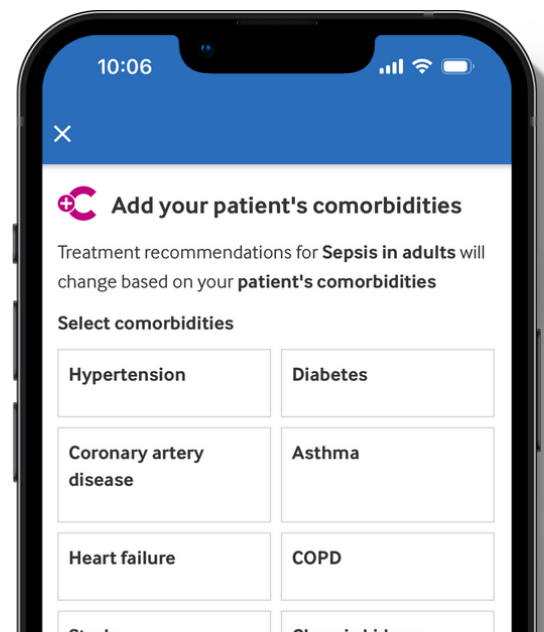 10:06
Add your patient's comorbidities
Treatment recommendations for Sepsis in adults will
change based on your patient's comorbidities
Select comorbidities
Hypertension
Diabetes
Coronary artery
disease
Asthma
Heart failure
COPD